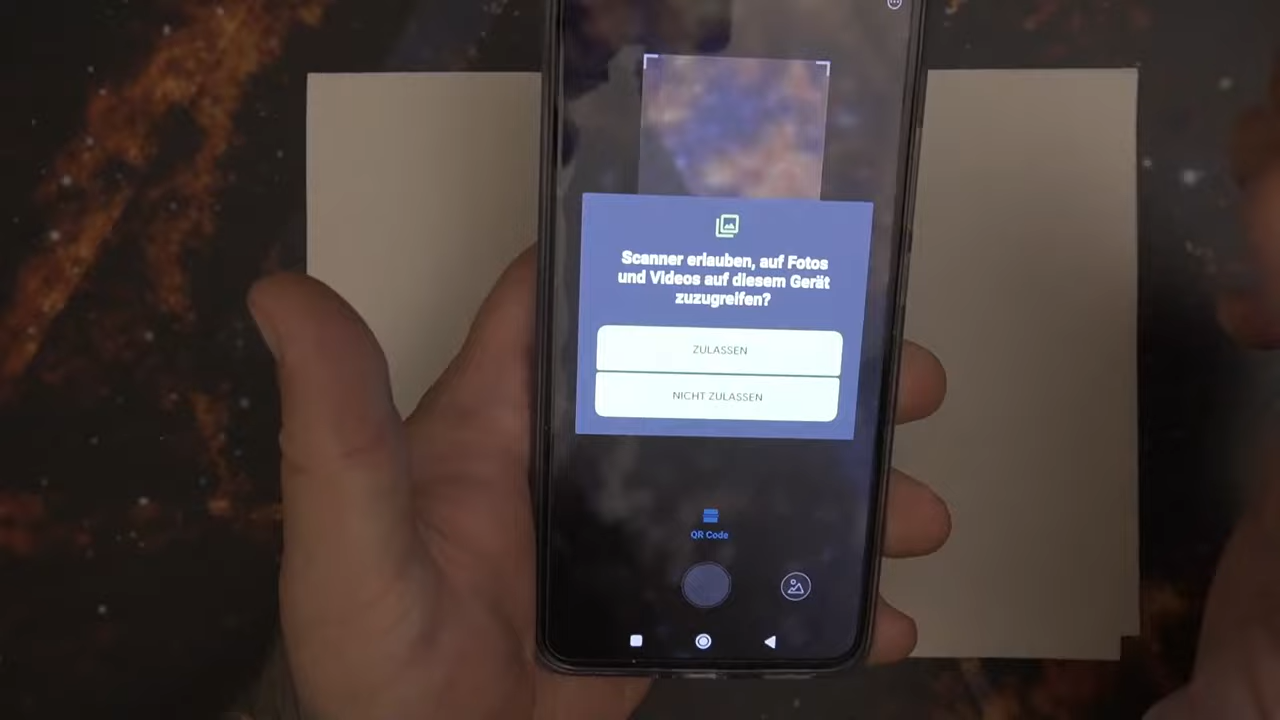 Scanner erlauben, auf Fotos
und Videos auf diesem Gerät
zuzugreifen?
ZULASSEN
NICHT ZULASSEN
QR Code